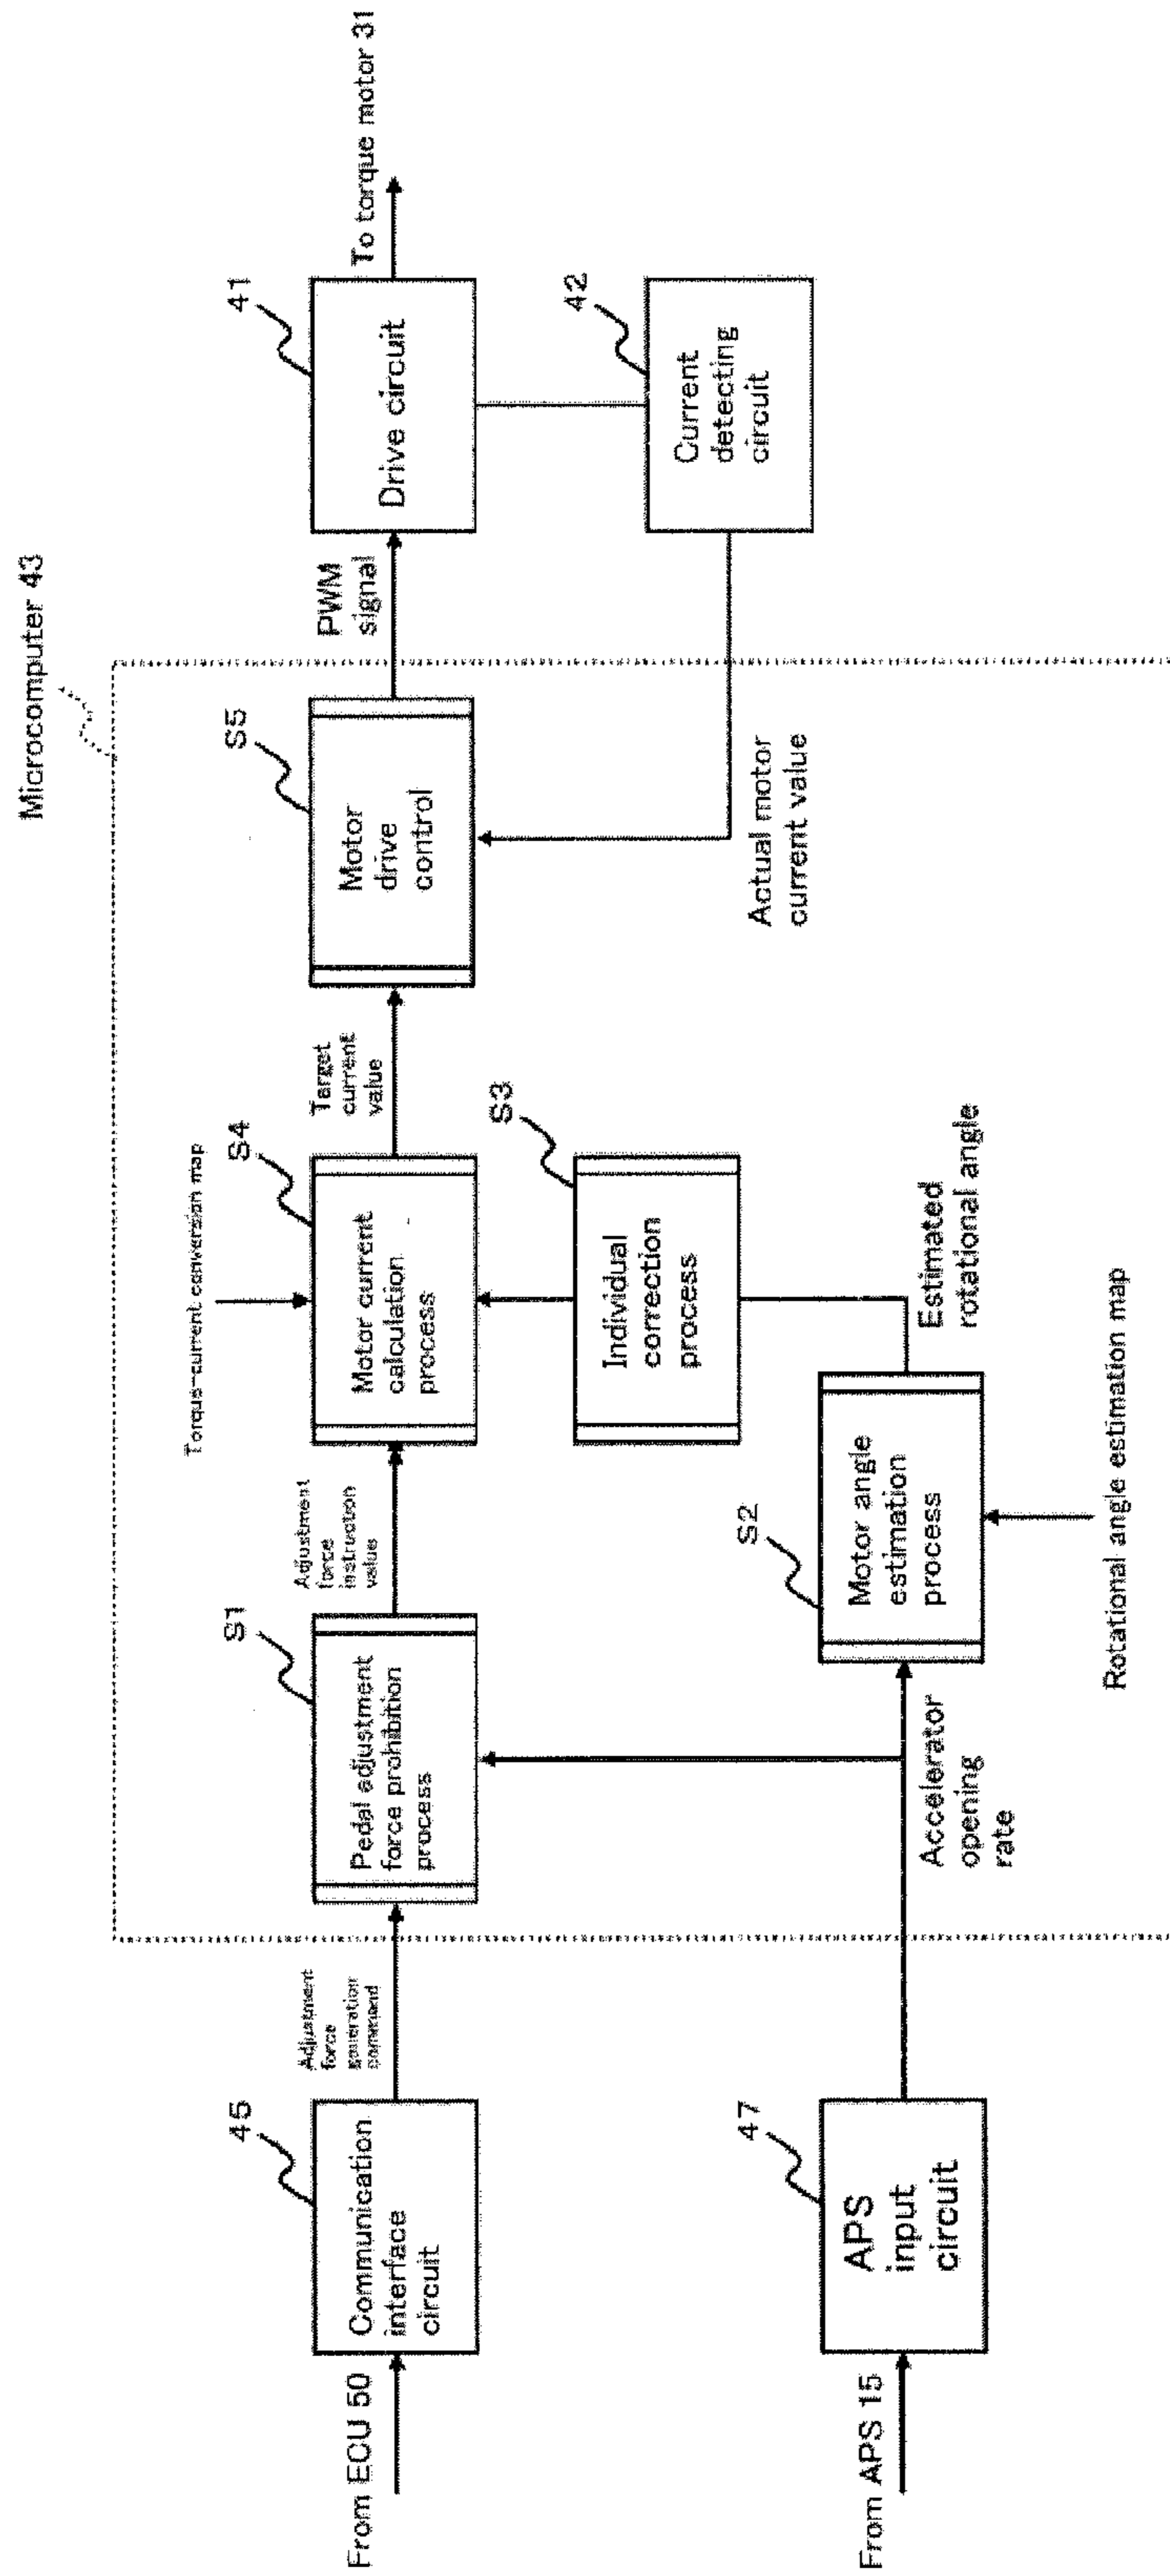 Microcomputer 43
From ECU 50
45
Communication
interface
circuit
Adjustment
force
generation
command
S1
Pedal adjustment
force prohibition
process
Adjustment
force
instruction
value
Torque-current conversion map
S4
Motor current
calculation
process
Target
current
value
S5
Motor
drive
control
PWM
signal
41
Drive circuit
To torque motor 31
42
Current
detecting
circuit
Actual motor
current value
S3
Individual
correction
process
From APS 15
47
APS
input
circuit
Accelerator
opening
rate
S2
Motor angle
estimation
process
Estimated
rotational angle
Rotational angle estimation map